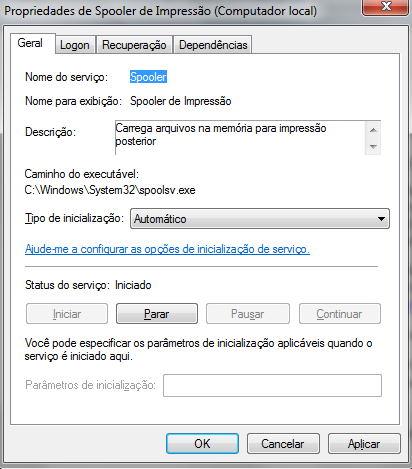 Propriedades de Spooler de Impressão (Computador local)
Geral Logon Recuperação Dependências
Nome do serviço: Spooler
Nome para exibição: Spooler de Impressão
Descrição: Carrega arquivos na memória para impressão
posterior
Caminho do executável:
C:\Windows\System32\spoolsv.exe
Tipo de inicialização: Automático
Ajude-me a configurar as opções de inicialização de serviço.
Status do serviço: Iniciado
Iniciar Parar Pausar Continuar
Você pode especificar os parâmetros de inicialização aplicáveis quando o
serviço é iniciado aqui.
Parâmetros de inicialização:
OK Cancelar Aplicar